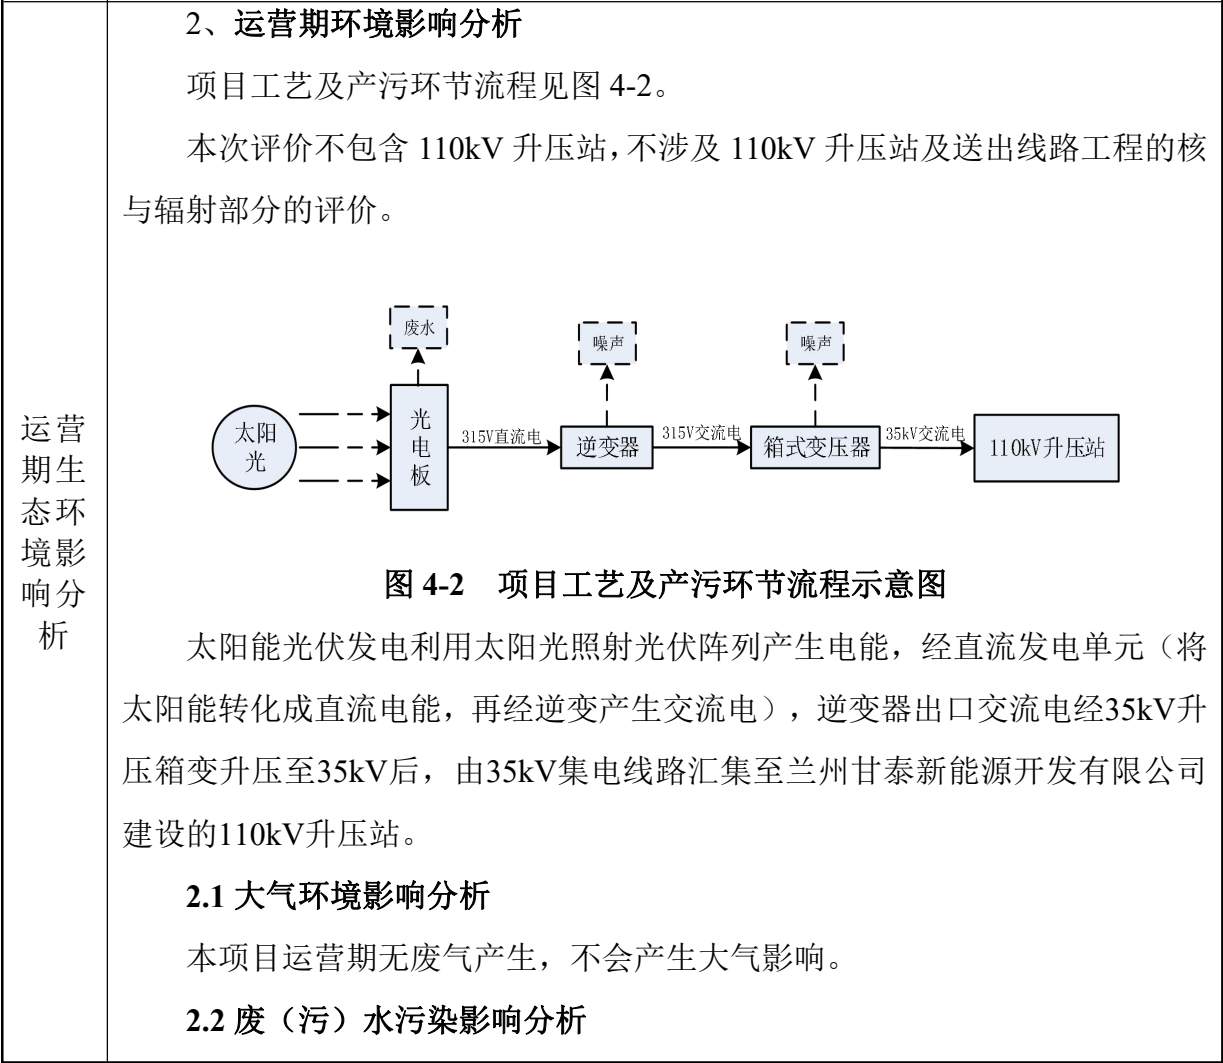 2、运营期环境影响分析
项目工艺及产污环节流程见图 4-2。
本次评价不包含 110kV 升压站，不涉及 110kV 升压站及送出线路工程的核
与辐射部分的评价。
废水
噪声
噪声
太阳
光
光
电
板
315V直流电
逆变器
315V交流电
箱式变压器
35kV交流电
110kV升压站
图 4-2 项目工艺及产污环节流程示意图
运营
期生
态环
境影
响分
析
太阳能光伏发电利用太阳光照射光伏阵列产生电能，经直流发电单元（将
太阳能转化成直流电能，再经逆变产生交流电），逆变器出口交流电经35kV升
压箱变升压至35kV后，由35kV集电线路汇集至兰州甘泰新能源开发有限公司
建设的110kV升压站。
2.1 大气环境影响分析
本项目运营期无废气产生，不会产生大气影响。
2.2 废（污）水污染影响分析